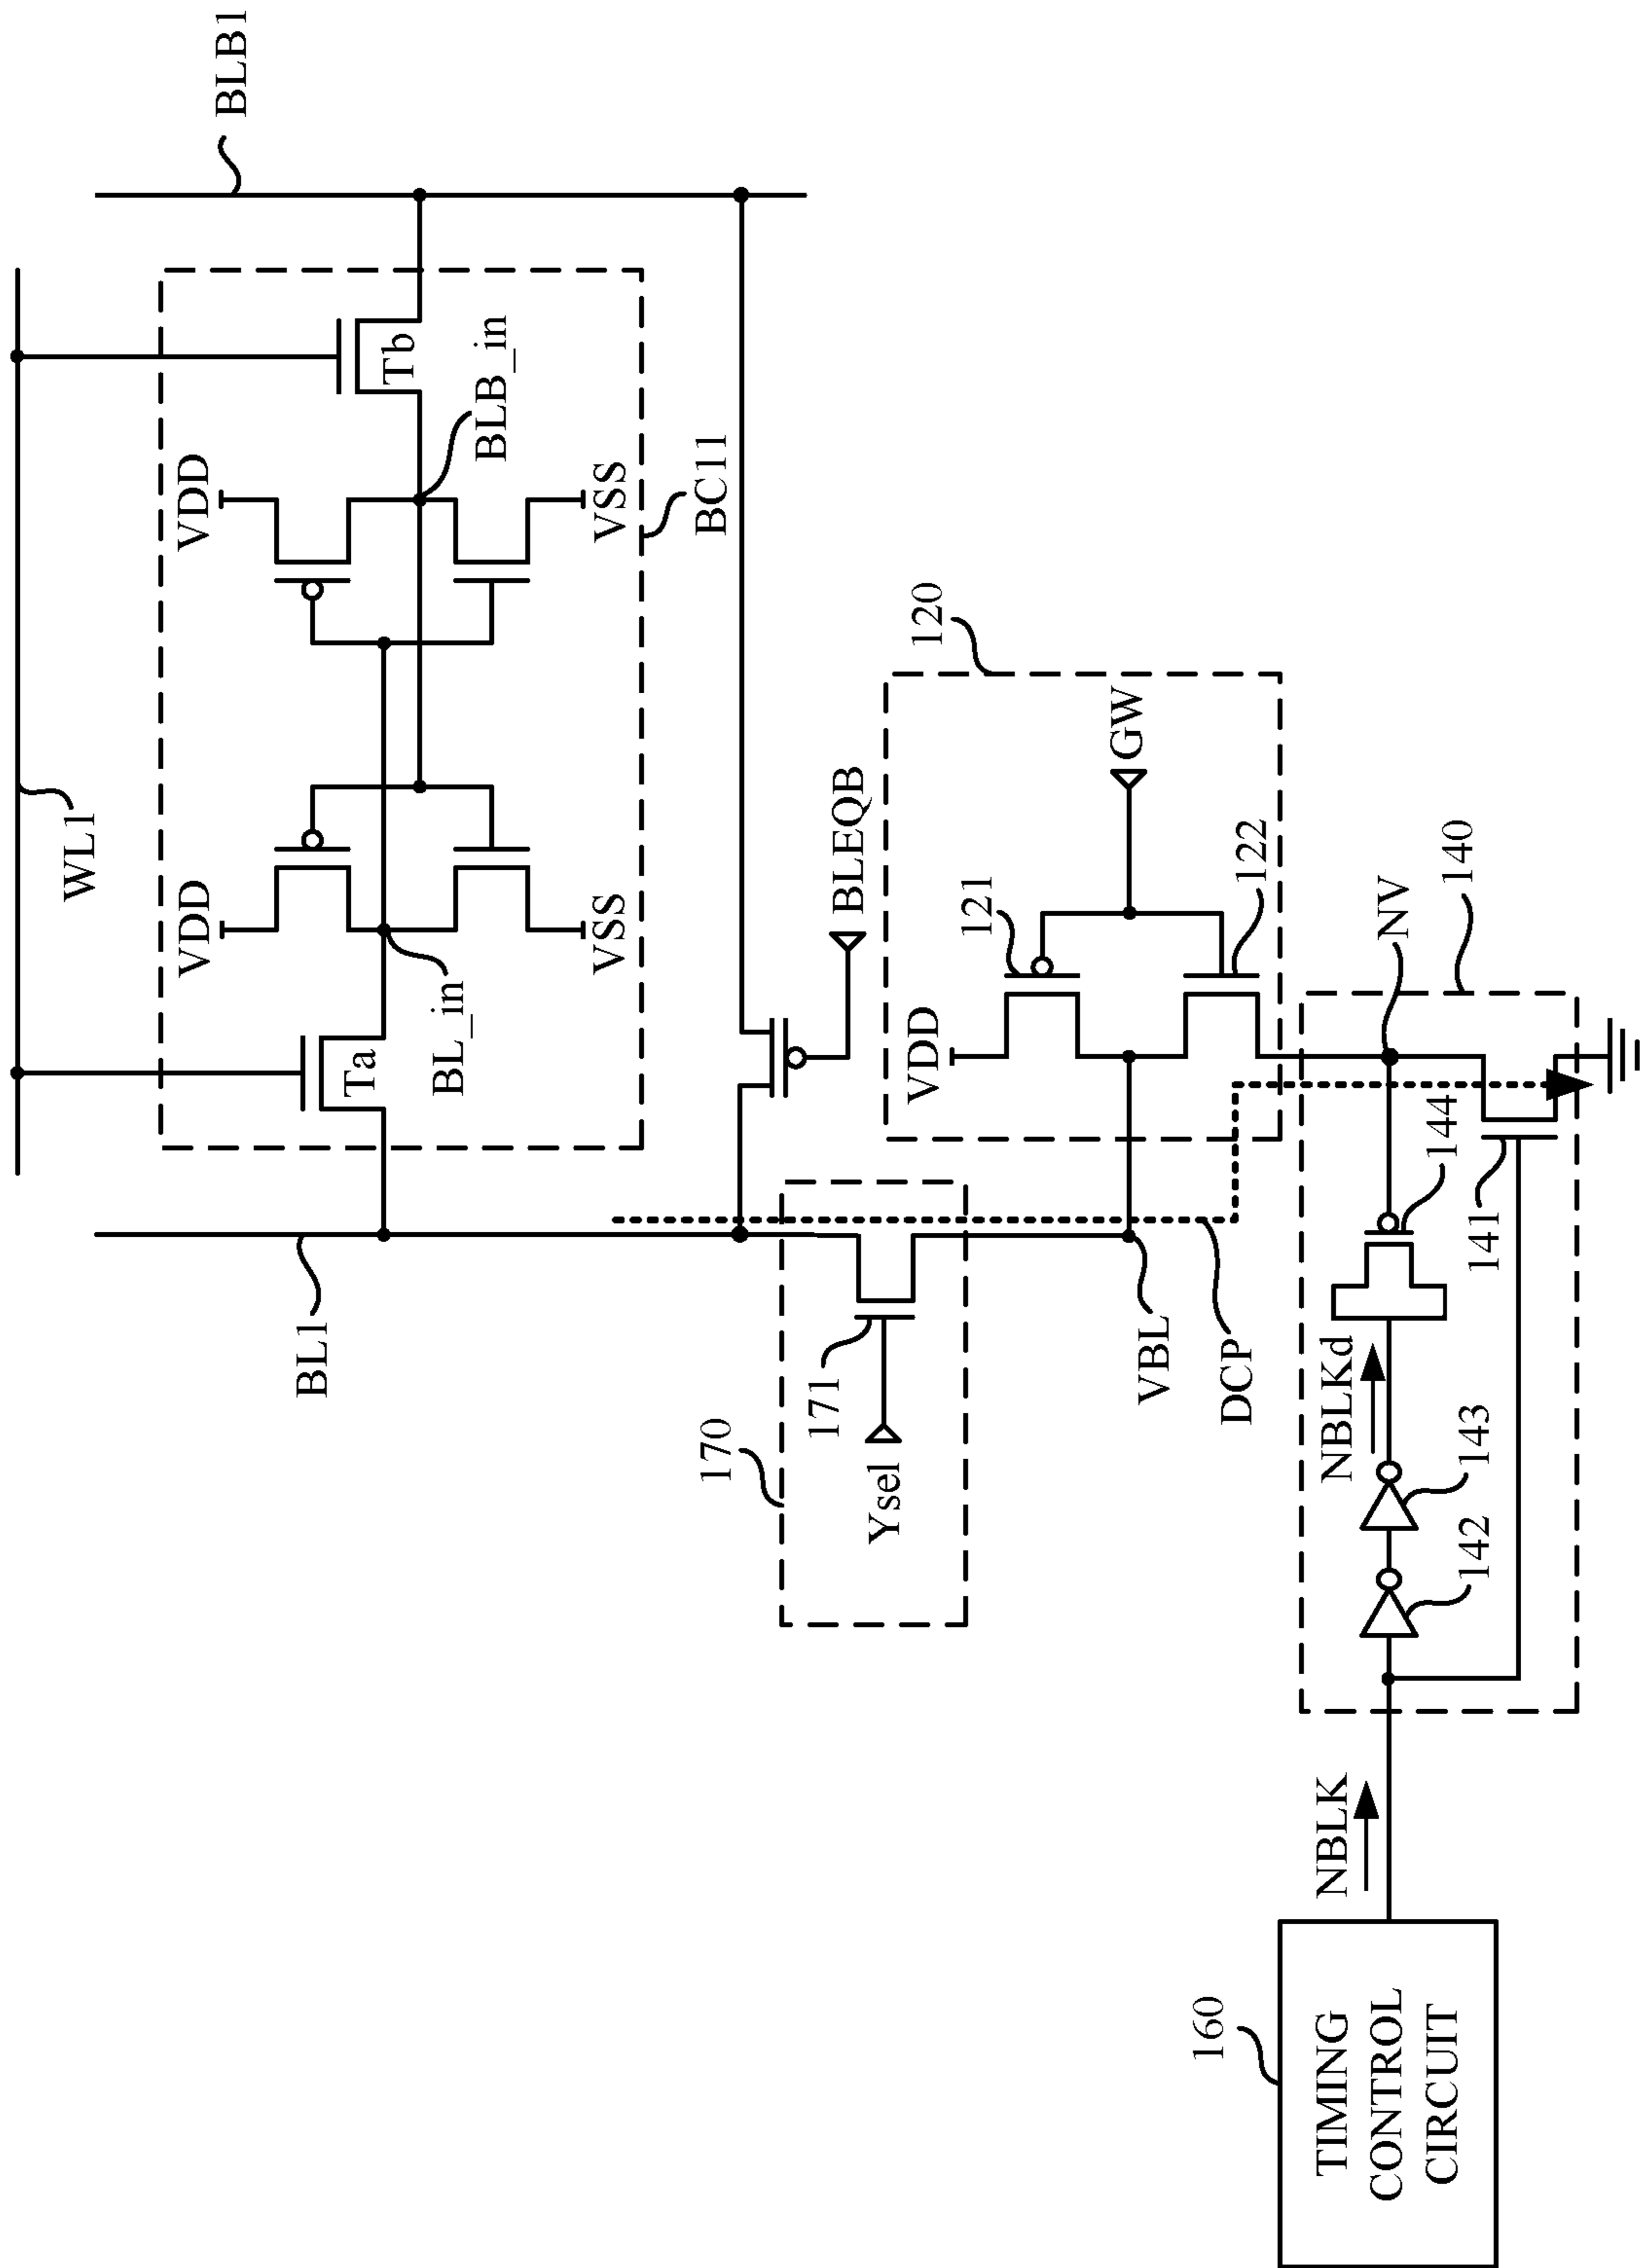 WL1
BLB1
VDD
VDD
Ta
Tb
BL_in
BLB_in
VSS
VSS
BC11
BL1
BLEQB
170
171
Ysel
120
VDD
121
GW
122
VBL
DCP
NV
140
NBLKd
144
141
142
143
NBLK
160
TIMING
CONTROL
CIRCUIT